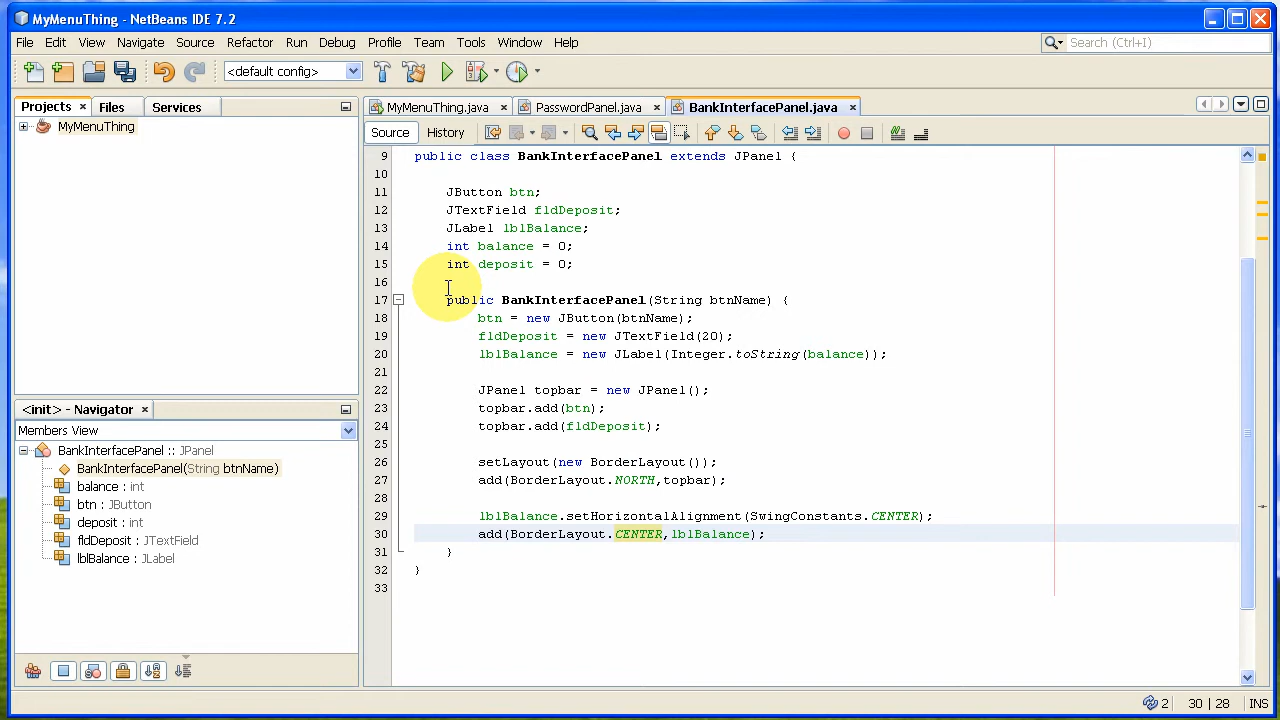 MyMenuThing - NetBeans IDE 7.2
File Edit View Navigate Source Refactor Run Debug Profile Team Tools Window Help
Search (Ctrl+I)
<default config>
Projects Files Services
MyMenuThing
MyMenuThing.java PasswordPanel.java BankInterfacePanel.java
Source History
9 public class BankInterfacePanel extends JPanel {
10
11 JButton btn;
12 JTextField fldDeposit;
13 JLabel lblBalance;
14 int balance = 0;
15 int deposit = 0;
16
17 public BankInterfacePanel(String btnName) {
18 btn = new JButton(btnName);
19 fldDeposit = new JTextField(20);
20 lblBalance = new JLabel(Integer.toString(balance));
21
22 JPanel topbar = new JPanel();
23 topbar.add(btn);
24 topbar.add(fldDeposit);
25
26 setLayout(new BorderLayout());
27 add(BorderLayout.NORTH,topbar);
28
29 lblBalance.setHorizontalAlignment(SwingConstants.CENTER);
30 add(BorderLayout.CENTER,lblBalance);
31 }
32 }
33
<init> - Navigator
Members View
BankInterfacePanel :: JPanel
BankInterfacePanel(String btnName)
balance : int
btn : JButton
deposit : int
fldDeposit : JTextField
lblBalance : JLabel
2 30 | 28 INS